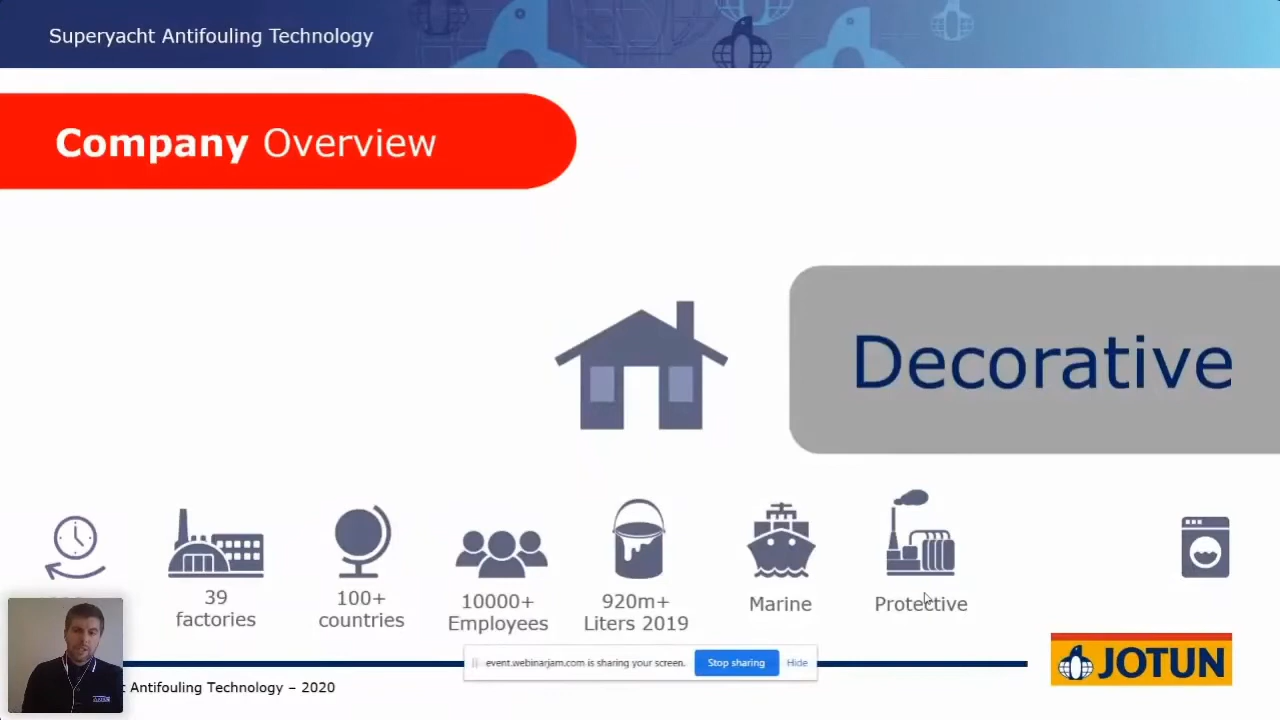 Superyacht Antifouling Technology
Company Overview
Decorative
39
factories
100+
countries
10000+
Employees
920m+
Liters 2019
Marine
Protective
event.webinarjam.com is sharing your screen.
Stop sharing
Hide
JOTUN
Antifouling Technology – 2020